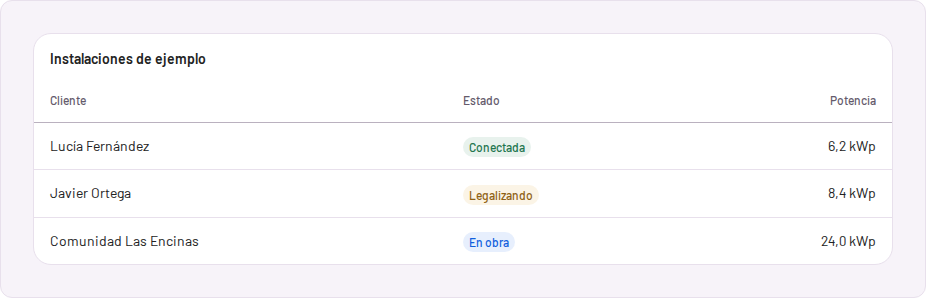 Instalaciones de ejemplo
Cliente Estado Potencia
Lucía Fernández Conectada 6,2 kWp
Javier Ortega Legalizando 8,4 kWp
Comunidad Las Encinas En obra 24,0 kWp